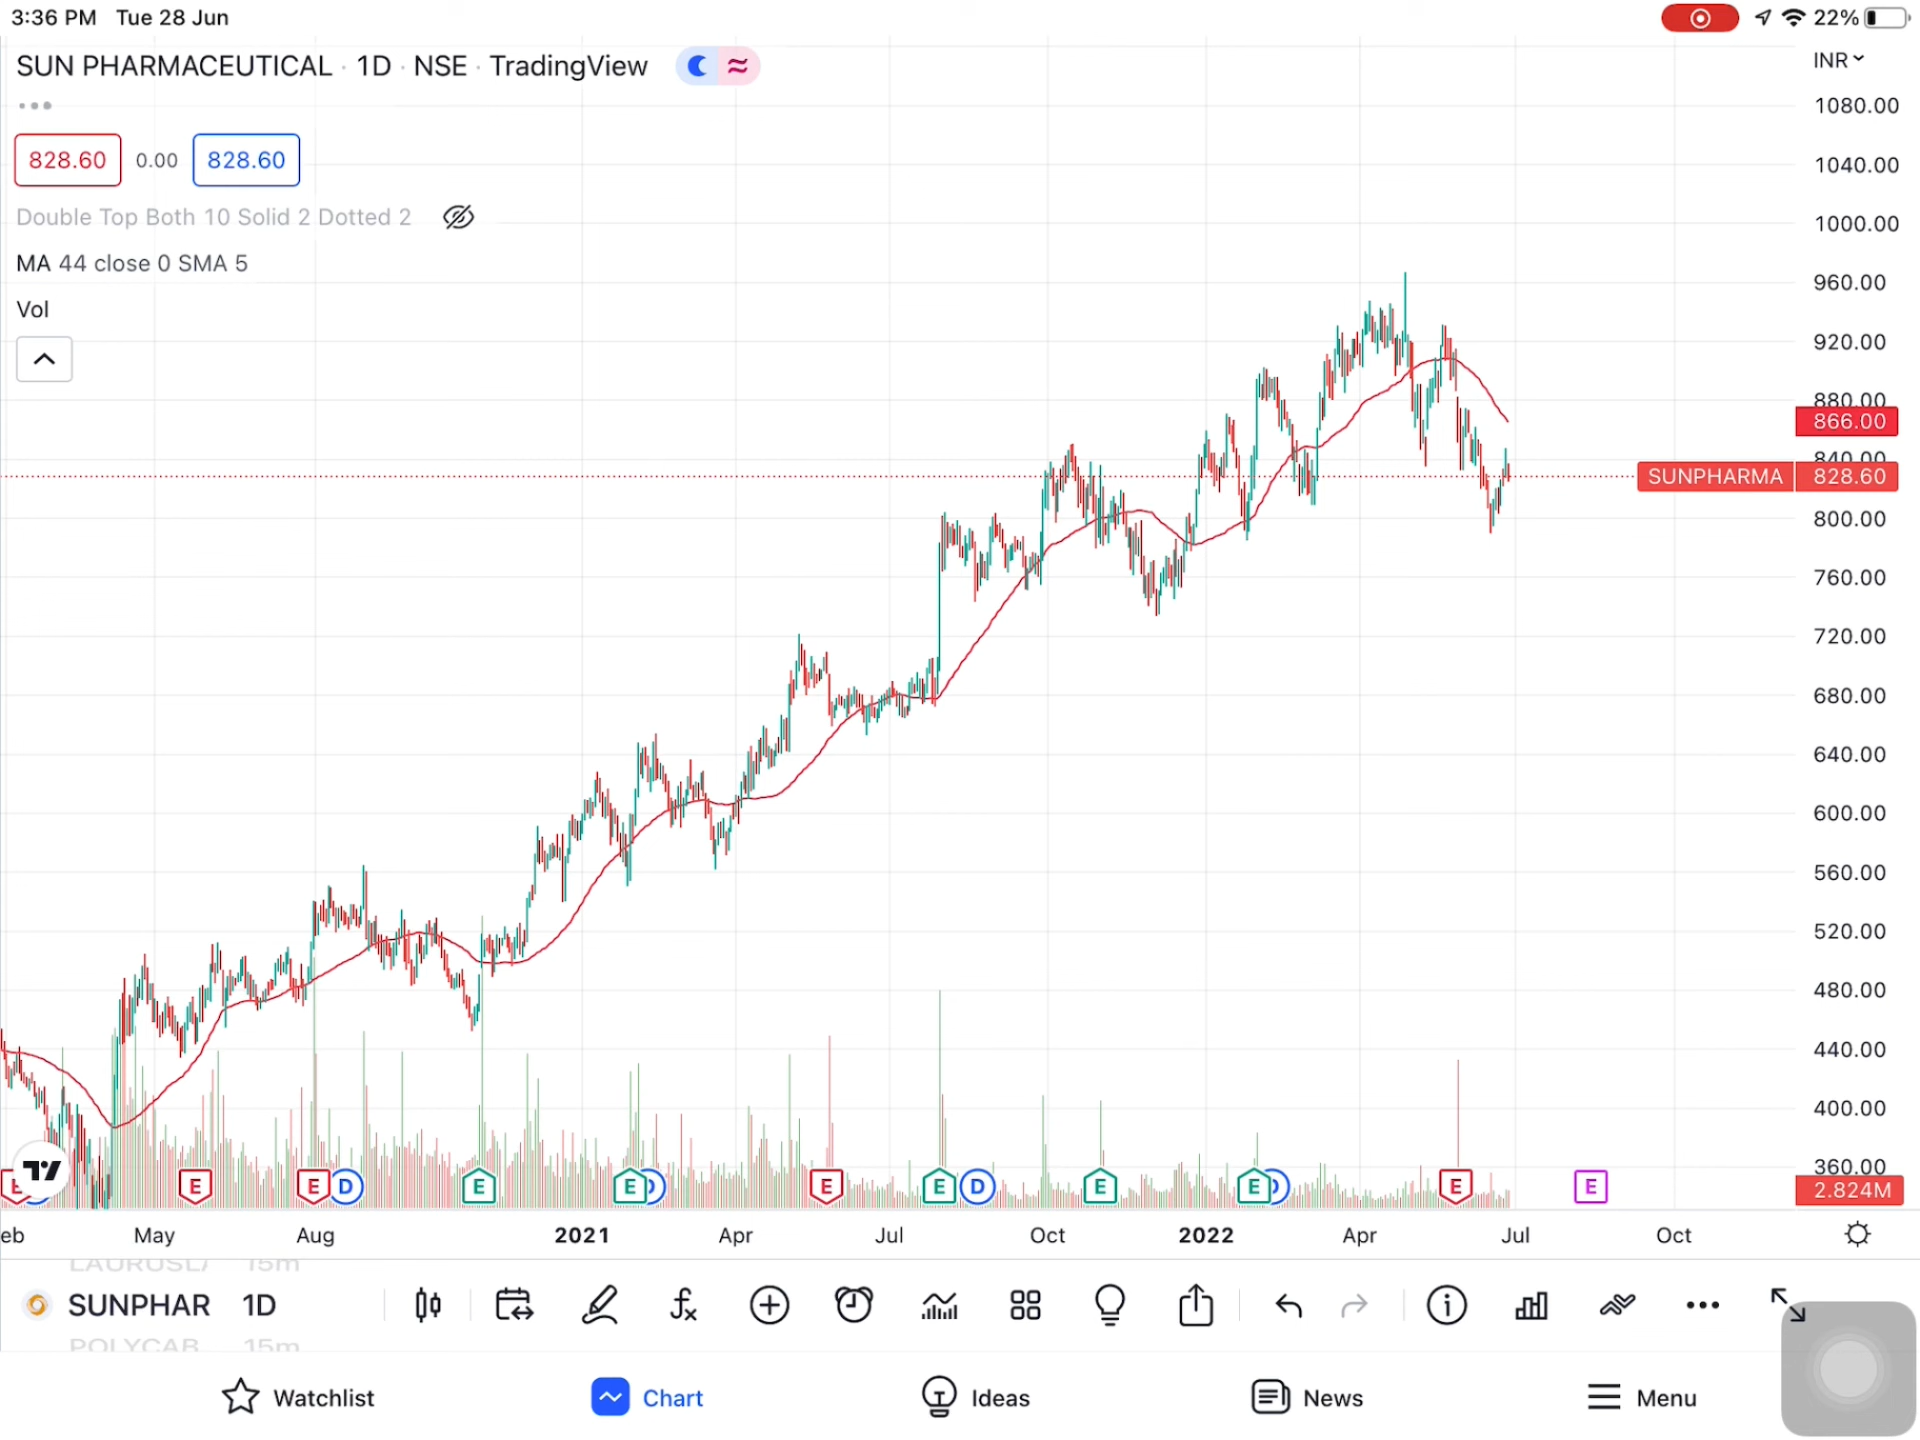 3:36 PM Tue 28 Jun
22%
SUN PHARMACEUTICAL · 1D · NSE · TradingView
INR
828.60 0.00 828.60
Double Top Both 10 Solid 2 Dotted 2
MA 44 close 0 SMA 5
Vol
1080.00
1040.00
1000.00
960.00
920.00
880.00
866.00
840.00
SUNPHARMA 828.60
800.00
760.00
720.00
680.00
640.00
600.00
560.00
520.00
480.00
440.00
400.00
360.00
2.824M
E E E D E E D E E D E E D E E
eb May Aug 2021 Apr Jul Oct 2022 Apr Jul Oct
SUNPHAR 1D
POLYCAB 15m
Watchlist Chart Ideas News Menu